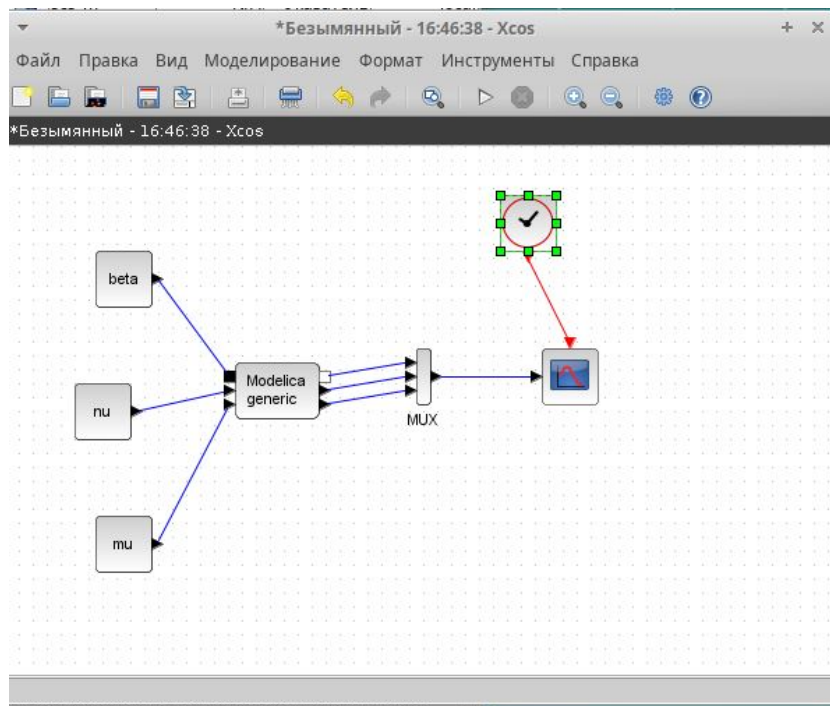 *Безымянный - 16:46:38 - Xcos
Файл Правка Вид Моделирование Формат Инструменты Справка
*Безымянный - 16:46:38 - Xcos
beta
Modelica
generic
nu
MUX
mu